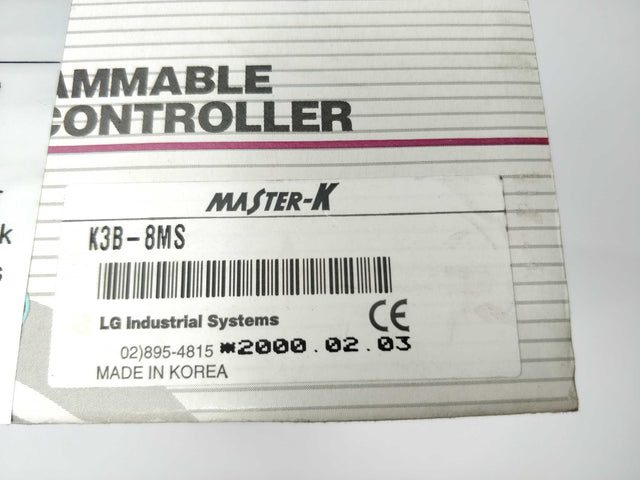 AMMABLE
CONTROLLER
MASTER-K
K3B-8MS
LG Industrial Systems
CE
02)895-4815 *2000.02.03
MADE IN KOREA
k
s